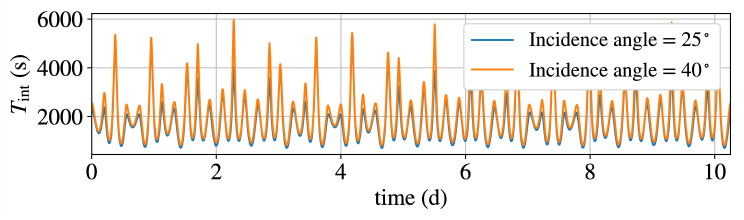 6000
4000
2000
T_int (s)
Incidence angle = 25°
Incidence angle = 40°
0 2 4 6 8 10
time (d)